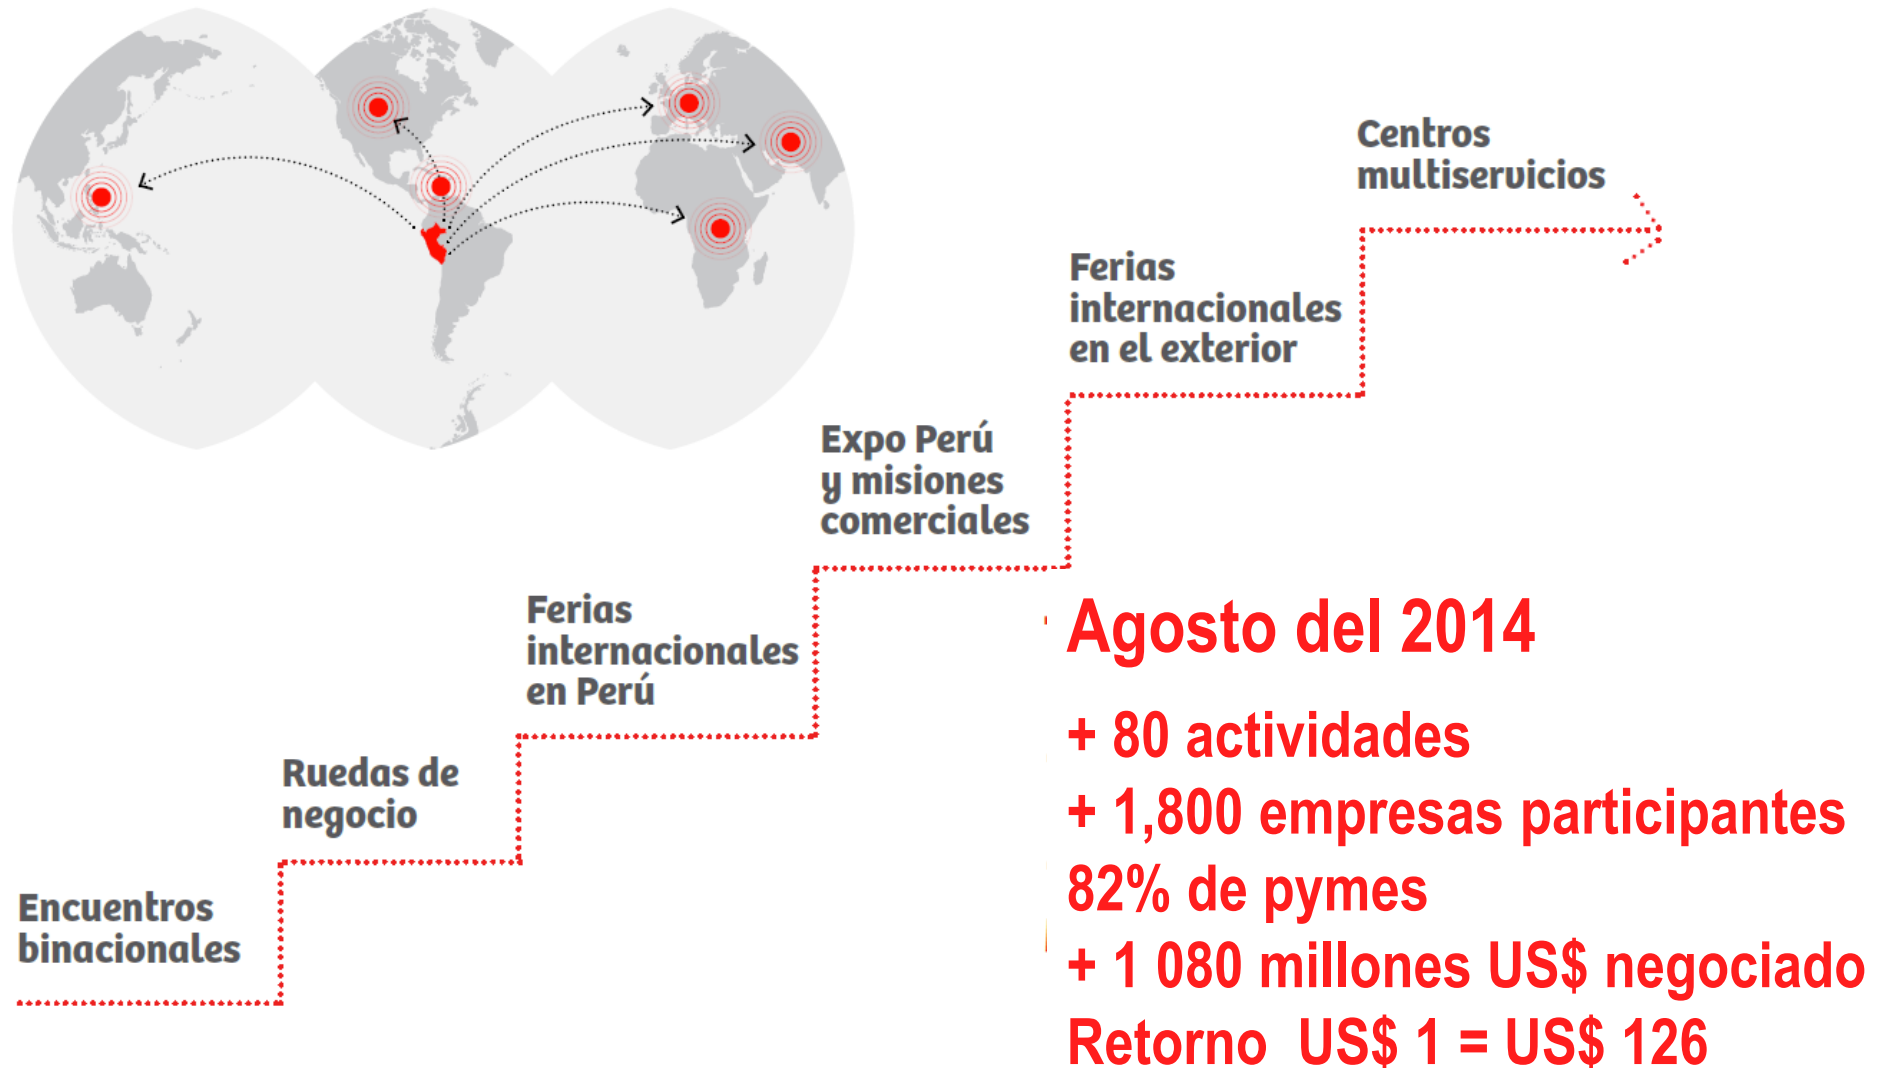 Centros
multiservicios
Ferias
internacionales
en el exterior
Expo Perú
y misiones
comerciales
Ferias
internacionales
en Perú
Ruedas de
negocio
Encuentros
binacionales
Agosto del 2014
+ 80 actividades
+ 1,800 empresas participantes
82% de pymes
+ 1 080 millones US$ negociado
Retorno US$ 1 = US$ 126